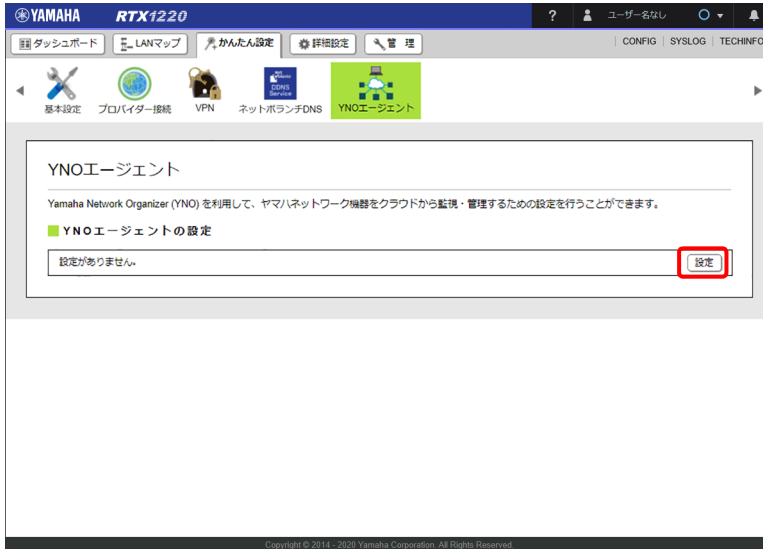 YAMAHA RTX1220 ? ユーザー名なし
ダッシュボード LANマップ かんたん設定 詳細設定 管 理 CONFIG SYSLOG TECHINFO
基本設定 プロバイダー接続 VPN DDNS Service ネットボランチDNS YNOエージェント
YNOエージェント
Yamaha Network Organizer (YNO) を利用して、ヤマハネットワーク機器をクラウドから監視・管理するための設定を行うことができます。
YNOエージェントの設定
設定がありません。 設定
Copyright © 2014 - 2020 Yamaha Corporation. All Rights Reserved.